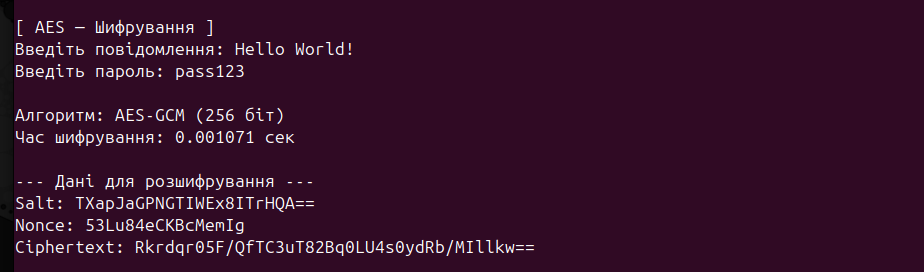 [ AES — Шифрування ]
Введіть повідомлення: Hello World!
Введіть пароль: pass123
Алгоритм: AES-GCM (256 біт)
Час шифрування: 0.001071 сек
--- Дані для розшифрування ---
Salt: TXapJaGPNGTIWEx8ITrHQA==
Nonce: 53Lu84eCKBcMemIg
Ciphertext: Rkrdqr05F/QfTC3uT82Bq0LU4s0ydRb/MIllkw==